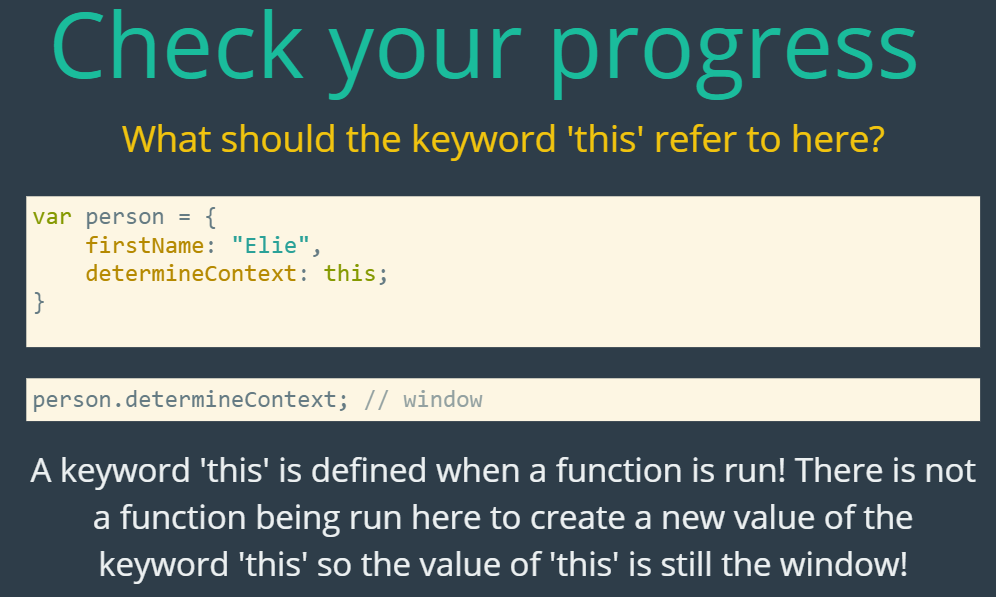 Check your progress
What should the keyword 'this' refer to here?
var person = {
    firstName: "Elie",
    determineContext: this;
}
person.determineContext; // window
A keyword 'this' is defined when a function is run! There is not
a function being run here to create a new value of the
keyword 'this' so the value of 'this' is still the window!